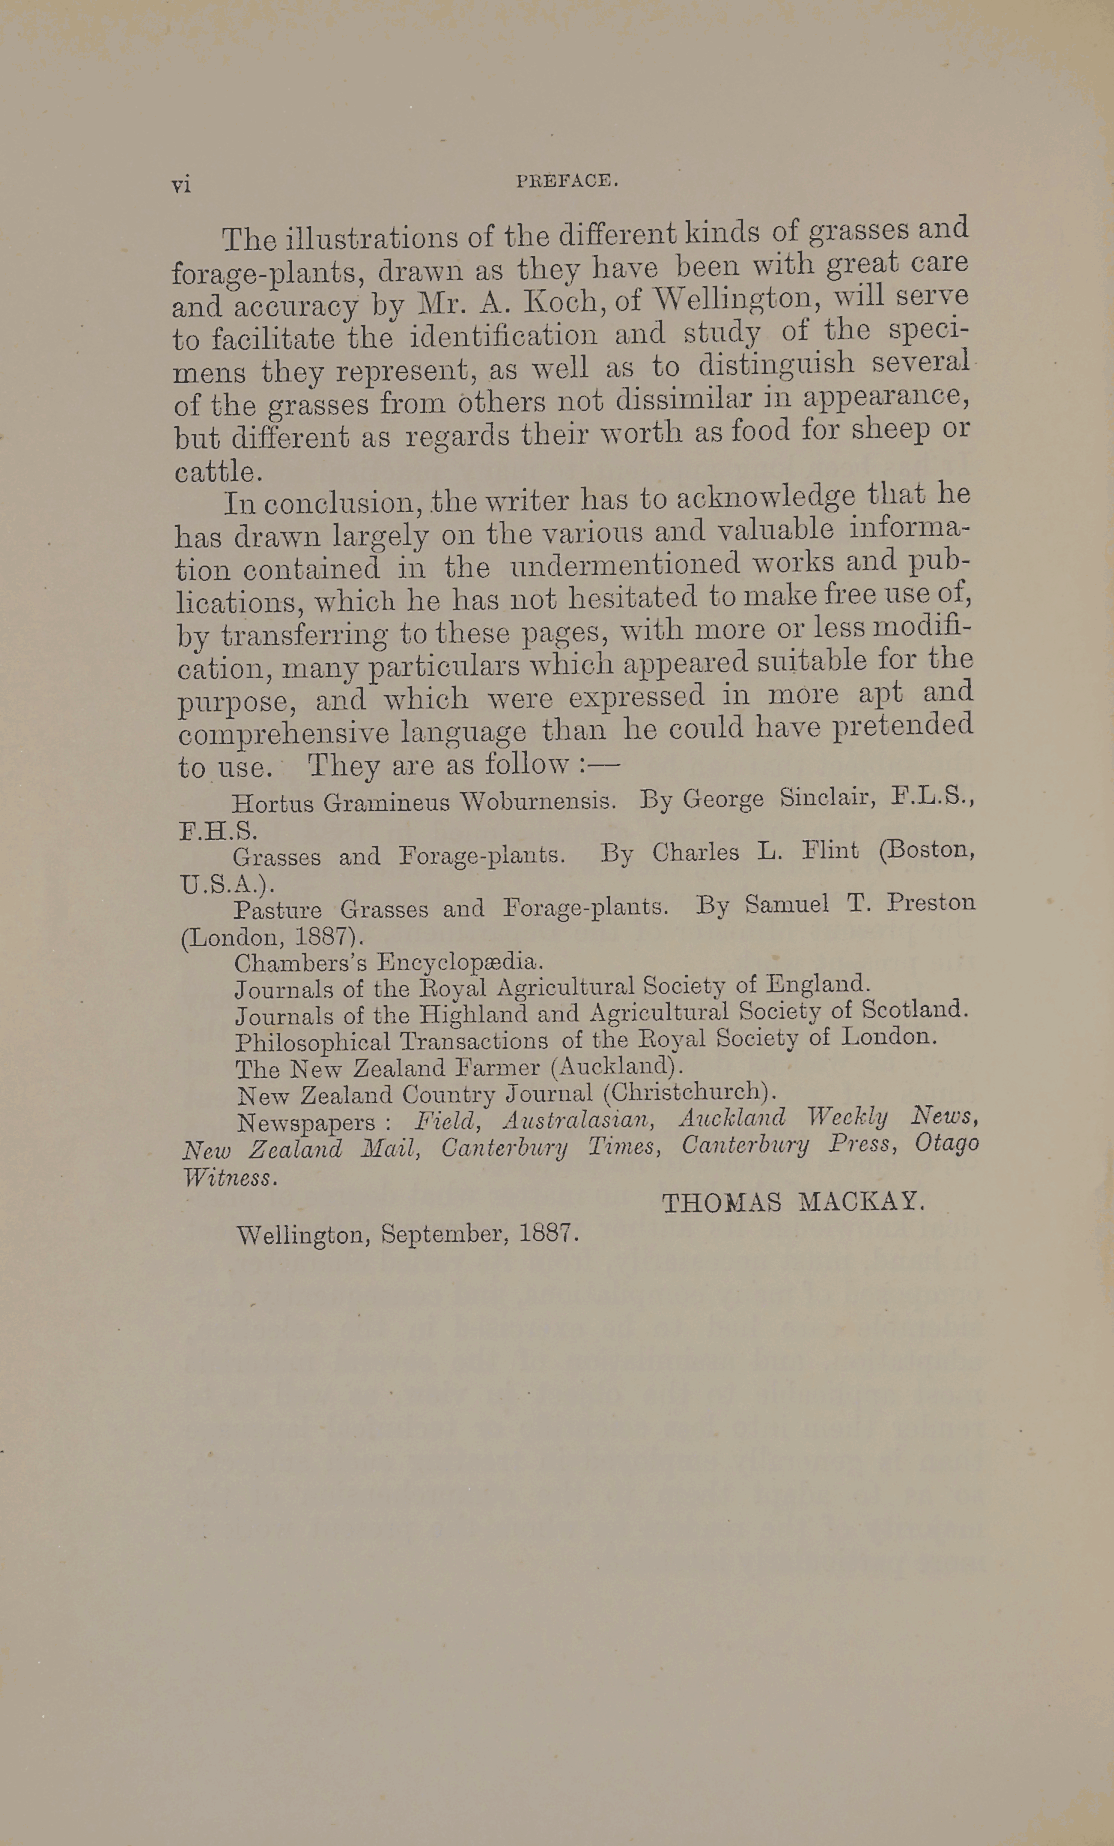 vi PREFACE.
The illustrations of the different kinds of grasses and
forage-plants, drawn as they have been with great care
and accuracy by Mr. A. Koch, of Wellington, will serve
to facilitate the identification and study of the speci-
mens they represent, as well as to distinguish several
of the grasses from others not dissimilar in appearance,
but different as regards their worth as food for sheep or
cattle.
In conclusion, the writer has to acknowledge that he
has drawn largely on the various and valuable informa-
tion contained in the undermentioned works and pub-
lications, which he has not hesitated to make free use of,
by transferring to these pages, with more or less modifi-
cation, many particulars which appeared suitable for the
purpose, and which were expressed in more apt and
comprehensive language than he could have pretended
to use. They are as follow :—
Hortus Gramineus Woburnensis. By George Sinclair, F.L.S.,
F.H.S.
Grasses and Forage-plants. By Charles L. Flint (Boston,
U.S.A.).
Pasture Grasses and Forage-plants. By Samuel T. Preston
(London, 1887).
Chambers's Encyclopædia.
Journals of the Royal Agricultural Society of England.
Journals of the Highland and Agricultural Society of Scotland.
Philosophical Transactions of the Royal Society of London.
The New Zealand Farmer (Auckland).
New Zealand Country Journal (Christchurch).
Newspapers : Field, Australasian, Auckland Weekly News,
New Zealand Mail, Canterbury Times, Canterbury Press, Otago
Witness.
THOMAS MACKAY.
Wellington, September, 1887.